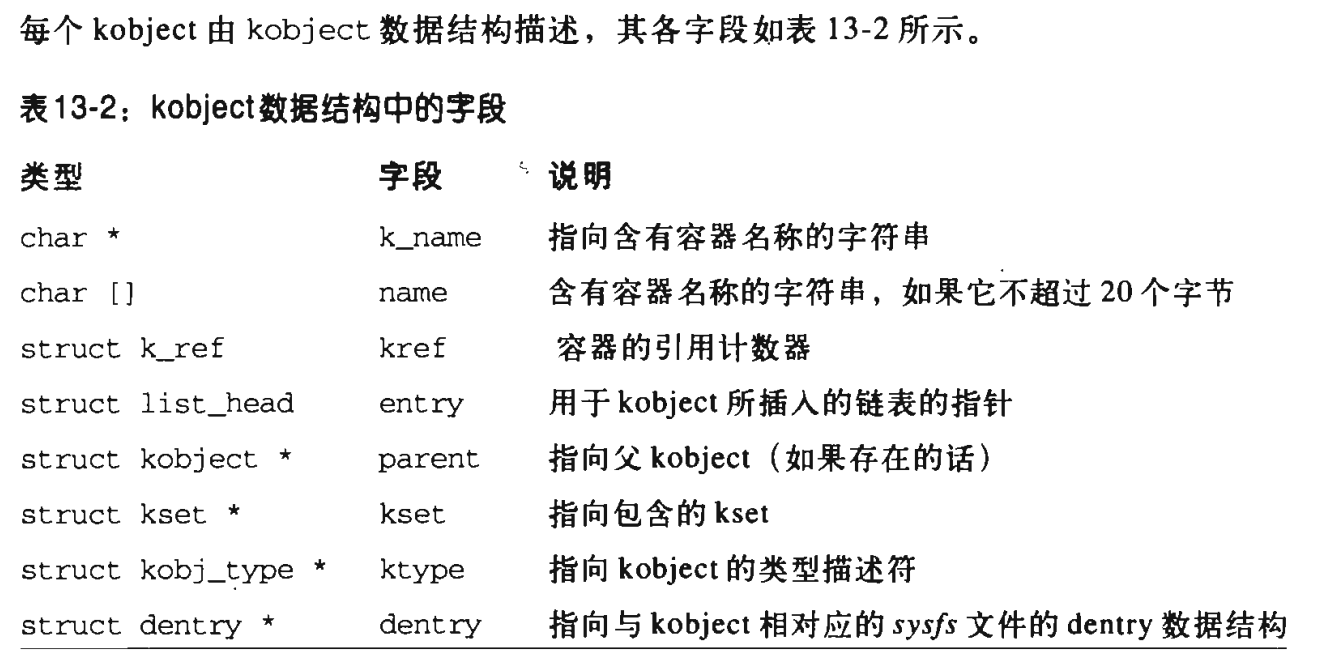 每个 kobject 由 kobject 数据结构描述，其各字段如表 13-2 所示。
表13-2：kobject数据结构中的字段
类型 字段 说明
char * k_name 指向含有容器名称的字符串
char [] name 含有容器名称的字符串，如果它不超过 20 个字节
struct k_ref kref 容器的引用计数器
struct list_head entry 用于 kobject 所插入的链表的指针
struct kobject * parent 指向父 kobject（如果存在的话）
struct kset * kset 指向包含的 kset
struct kobj_type * ktype 指向 kobject 的类型描述符
struct dentry * dentry 指向与 kobject 相对应的 sysfs 文件的 dentry 数据结构